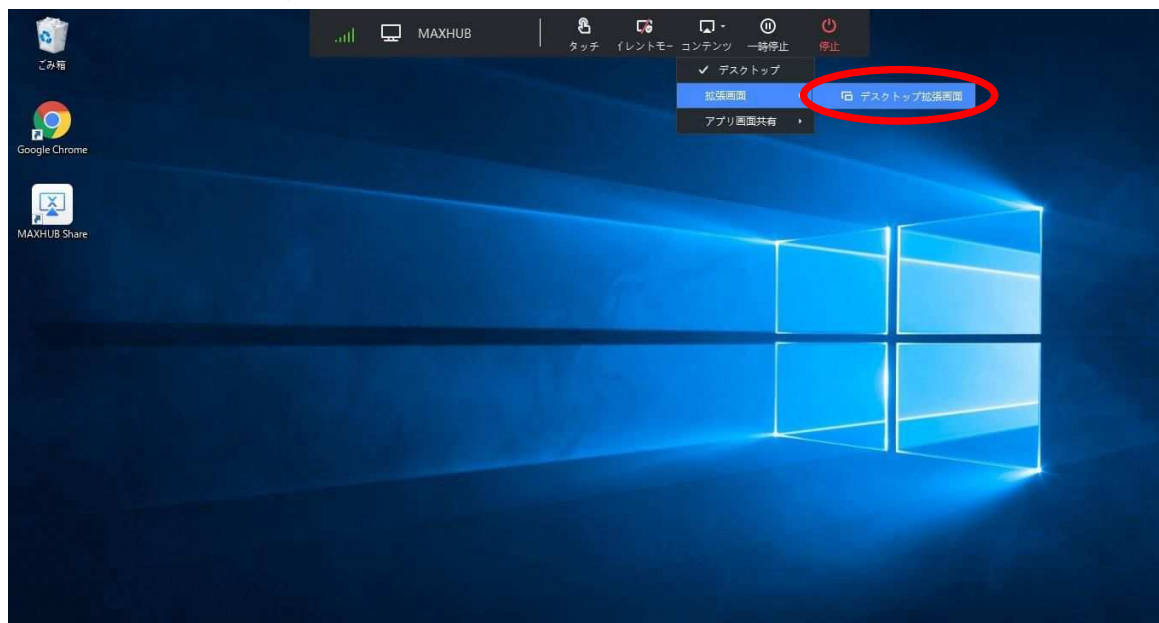 ごみ箱
Google Chrome
MAXHUB Share
MAXHUB
タッチ
イレントモー
コンテンツ
一時停止
停止
✓ デスクトップ
拡張画面
デスクトップ拡張画面
アプリ画面共有